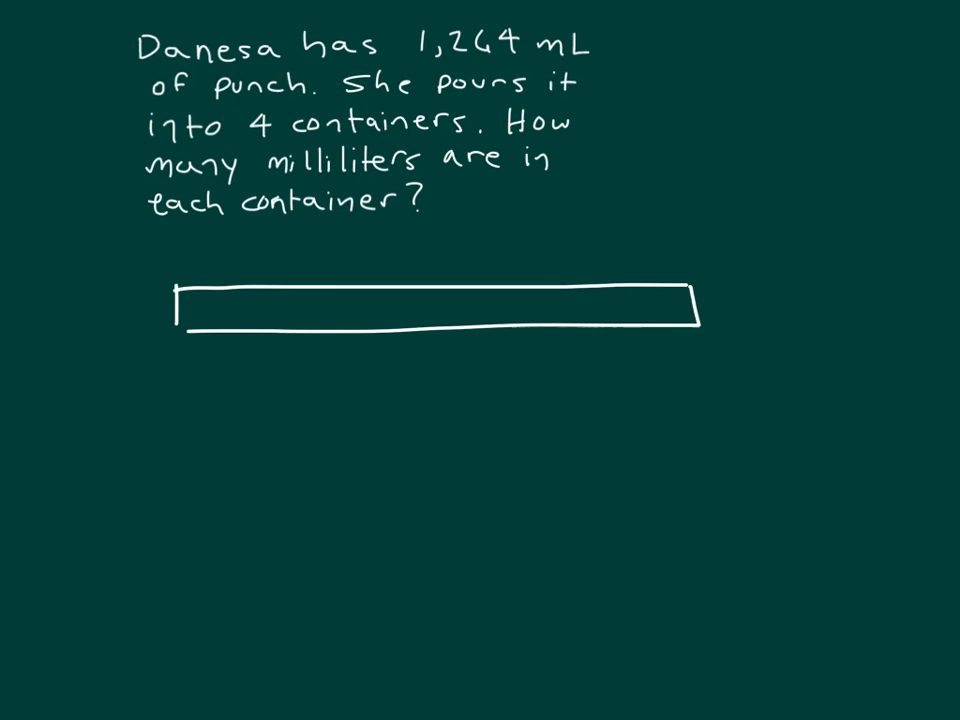 Danesa has 1,264 mL
of punch. She pours it
into 4 containers. How
many milliliters are in
each container?